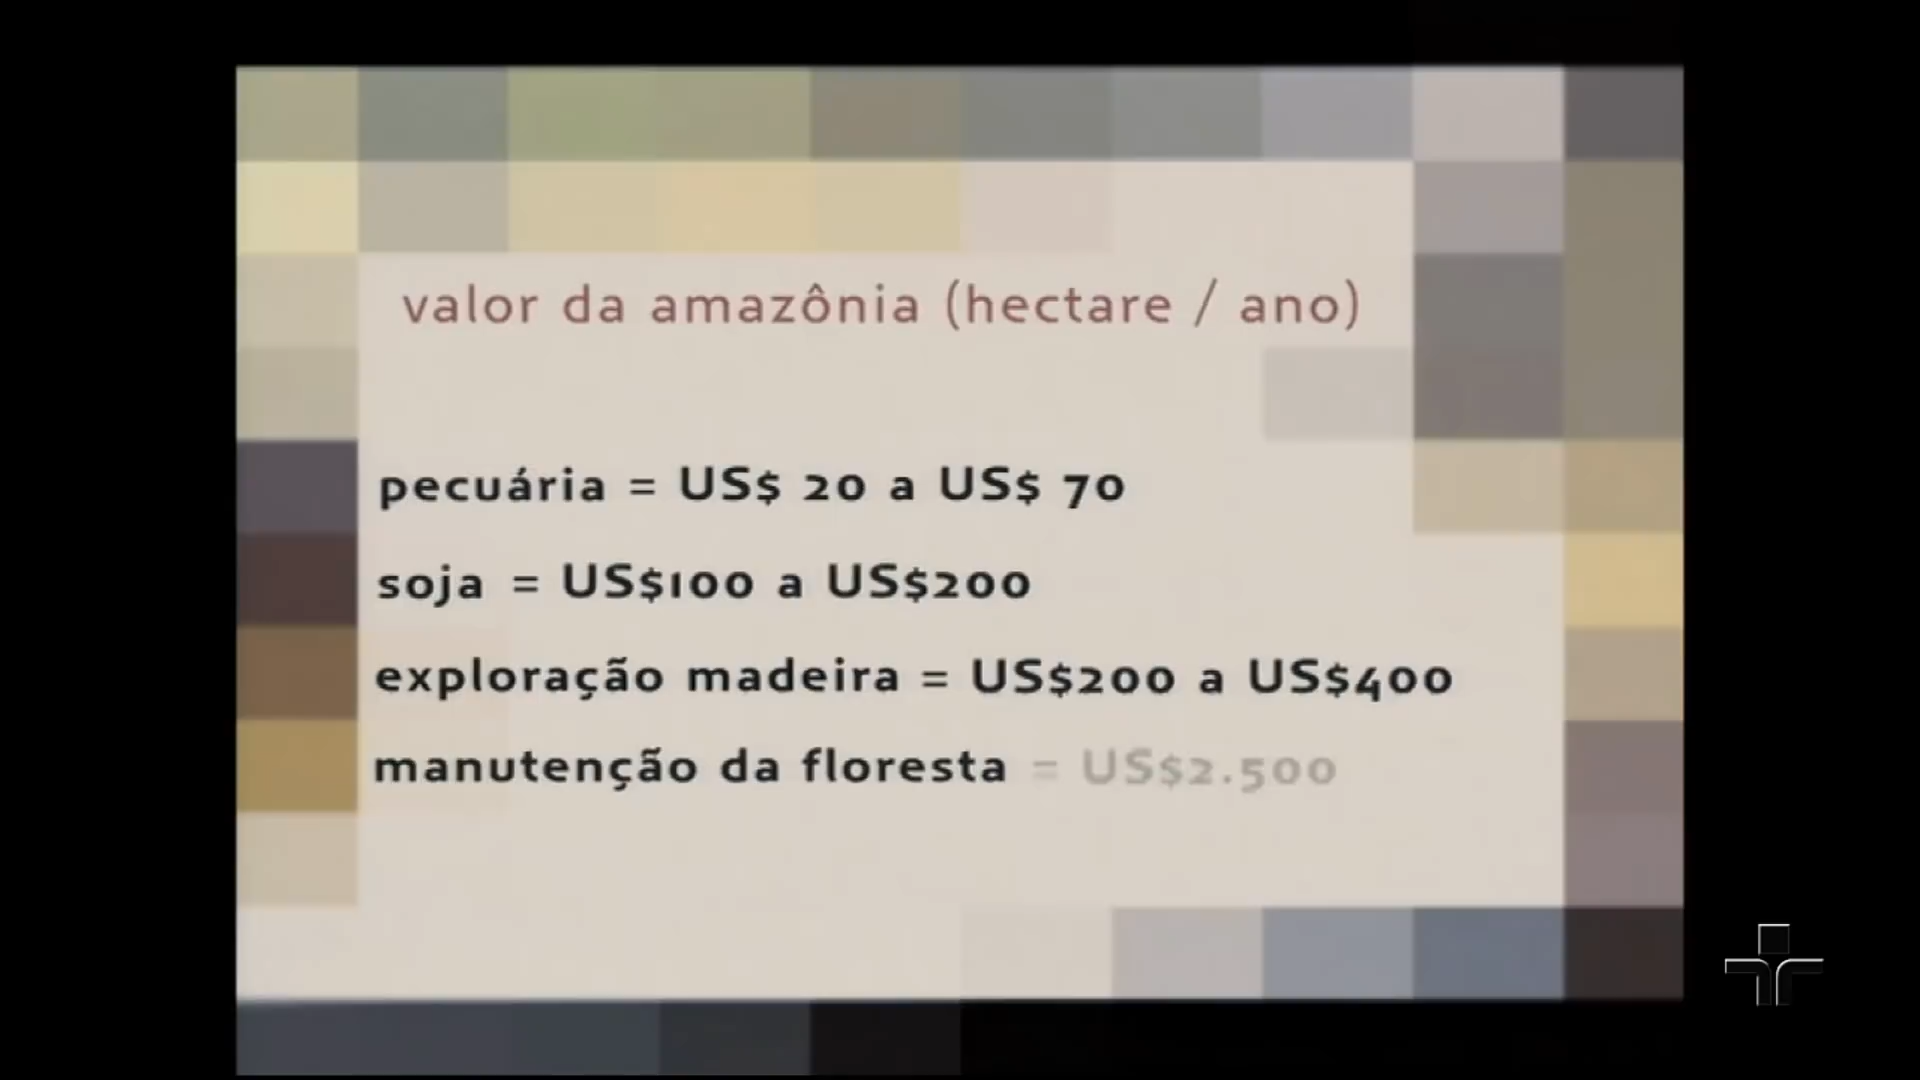 valor da amazônia (hectare / ano)
pecuária = US$ 20 a US$ 70
soja = US$100 a US$200
exploração madeira = US$200 a US$400
manutenção da floresta = US$2.500